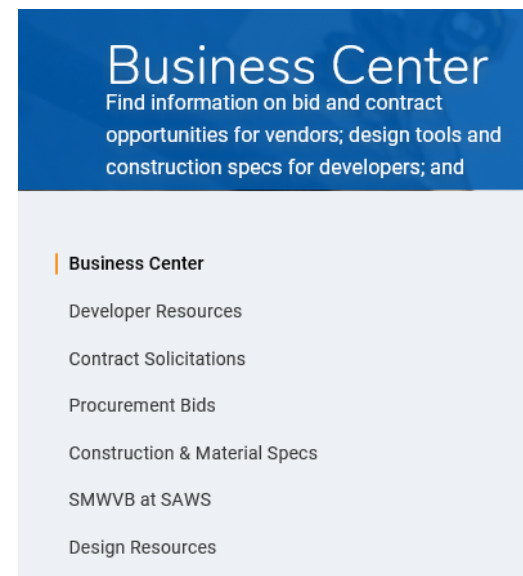 Business Center
Find information on bid and contract
opportunities for vendors; design tools and
construction specs for developers; and
Business Center
Developer Resources
Contract Solicitations
Procurement Bids
Construction & Material Specs
SMWVB at SAWS
Design Resources